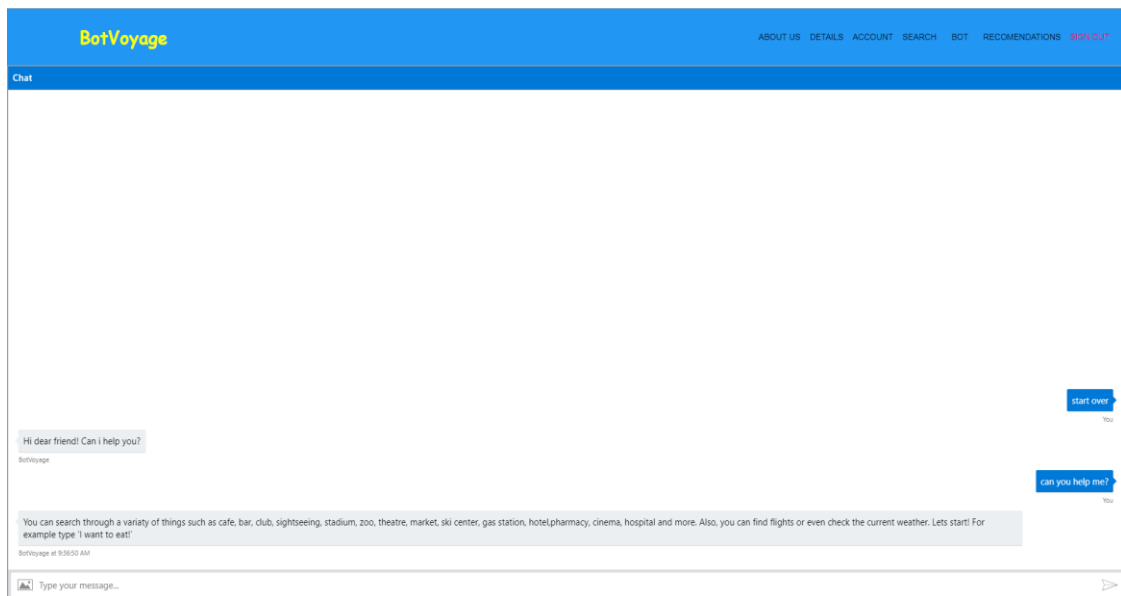 BotVoyage
ABOUT US DETAILS ACCOUNT SEARCH BOT RECOMENDATIONS SIGN OUT
Chat
start over
You
Hi dear friend! Can i help you?
BotVoyage
can you help me?
You
You can search through a variaty of things such as cafe, bar, club, sightseeing, stadium, zoo, theatre, market, ski center, gas station, hotel,pharmacy, cinema, hospital and more. Also, you can find flights or even check the current weather. Lets start! For
example type 'I want to eat!'
BotVoyage at 9:36:50 AM
Type your message...